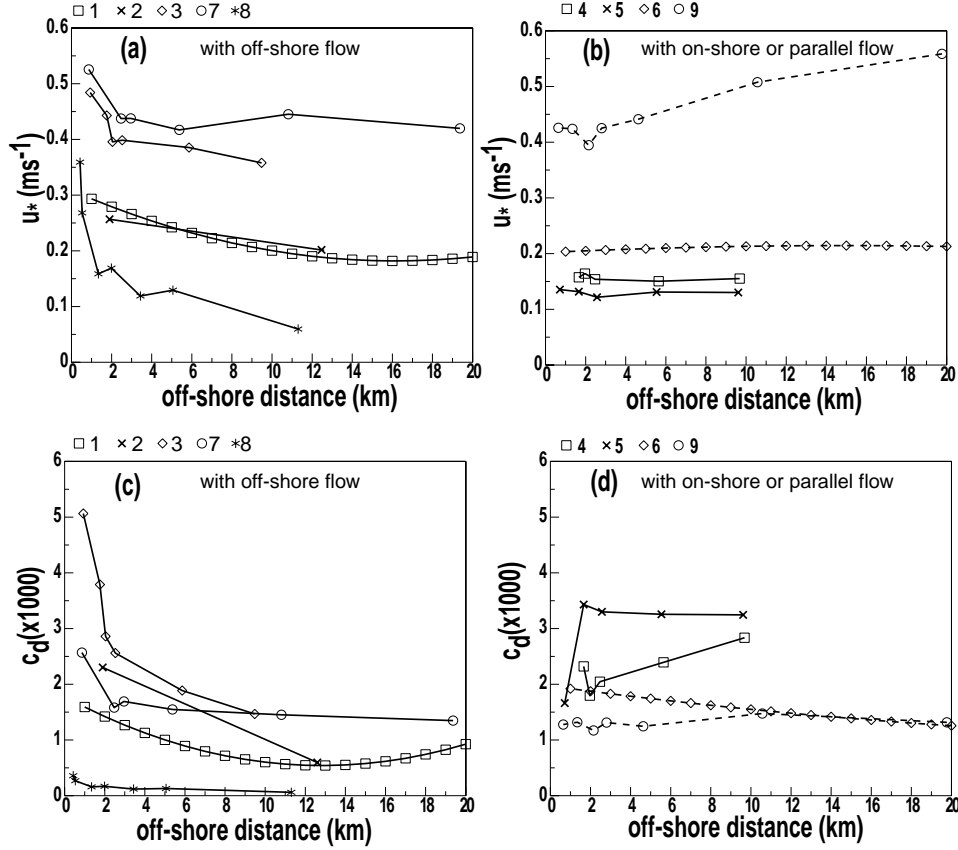 1 2 3 7 8
(a) with off-shore flow
0.6
0.5
0.4
0.3
0.2
0.1
0
u* (ms-1)
0 2 4 6 8 10 12 14 16 18 20
off-shore distance (km)
4 5 6 9
(b) with on-shore or parallel flow
0.6
0.5
0.4
0.3
0.2
0.1
0
u* (ms-1)
0 2 4 6 8 10 12 14 16 18 20
off-shore distance (km)
1 2 3 7 8
(c) with off-shore flow
6
5
4
3
2
1
0
cd(x1000)
0 2 4 6 8 10 12 14 16 18 20
off-shore distance (km)
4 5 6 9
(d) with on-shore or parallel flow
6
5
4
3
2
1
0
cd(x1000)
0 2 4 6 8 10 12 14 16 18 20
off-shore distance (km)